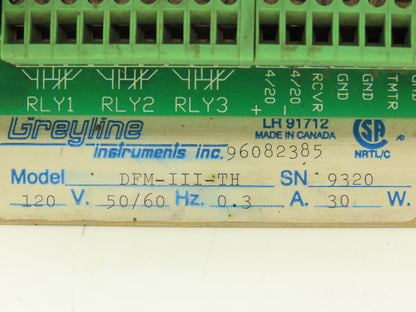 RLY1 RLY2 RLY3 + - 4/20 4/20 RCVR GND GND TMTR
Greyline LH 91712
MADE IN CANADA
instruments inc. 96082385 NRTL/C
Model DFM-III-TH SN 9320
120 V. 50/60 Hz. 0.3 A. 30 W.